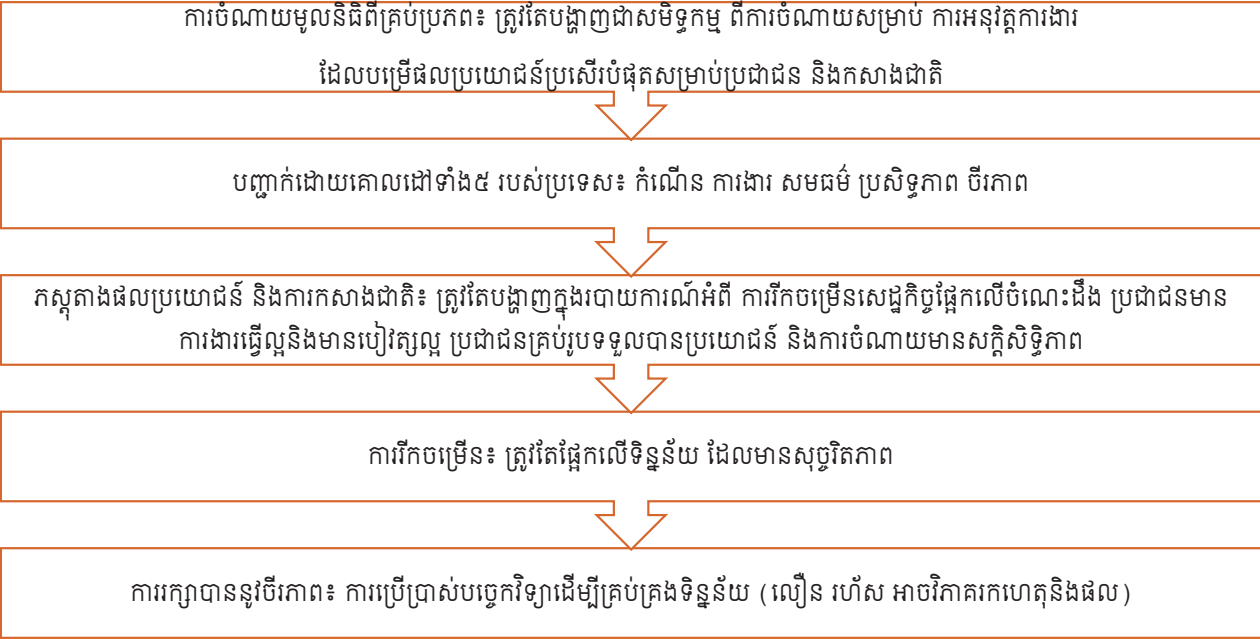 ការចំណាយមូលនិធិពីគ្រប់ប្រភព៖ ត្រូវតែបង្ហាញជាសមិទ្ធកម្ម ពីការចំណាយសម្រាប់ ការអនុវត្តការងារ
ដែលបម្រើផលប្រយោជន៍ប្រសើរបំផុតសម្រាប់ប្រជាជន និងកសាងជាតិ
បញ្ជាក់ដោយគោលដៅទាំង៥ របស់ប្រទេស៖ កំណើន ការងារ សមធម៌ ប្រសិទ្ធភាព ចីរភាព
ភស្តុតាងផលប្រយោជន៍ និងការកសាងជាតិ៖ ត្រូវតែបង្ហាញក្នុងរបាយការណ៍អំពី ការរីកចម្រើនសេដ្ឋកិច្ចផ្អែកលើចំណេះដឹង ប្រជាជនមាន
ការងារធ្វើល្អនិងមានបៀវត្សល្អ ប្រជាជនគ្រប់រូបទទួលបានប្រយោជន៍ និងការចំណាយមានសក្តិសិទ្ធិភាព
ការរីកចម្រើន៖ ត្រូវតែផ្អែកលើទិន្នន័យ ដែលមានសុច្ចរិតភាព
ការរក្សាបាននូវចីរភាព៖ ការប្រើប្រាស់បច្ចេកវិទ្យាដើម្បីគ្រប់គ្រងទិន្នន័យ (លឿន រហ័ស អាចវិភាគរកហេតុនិងផល)